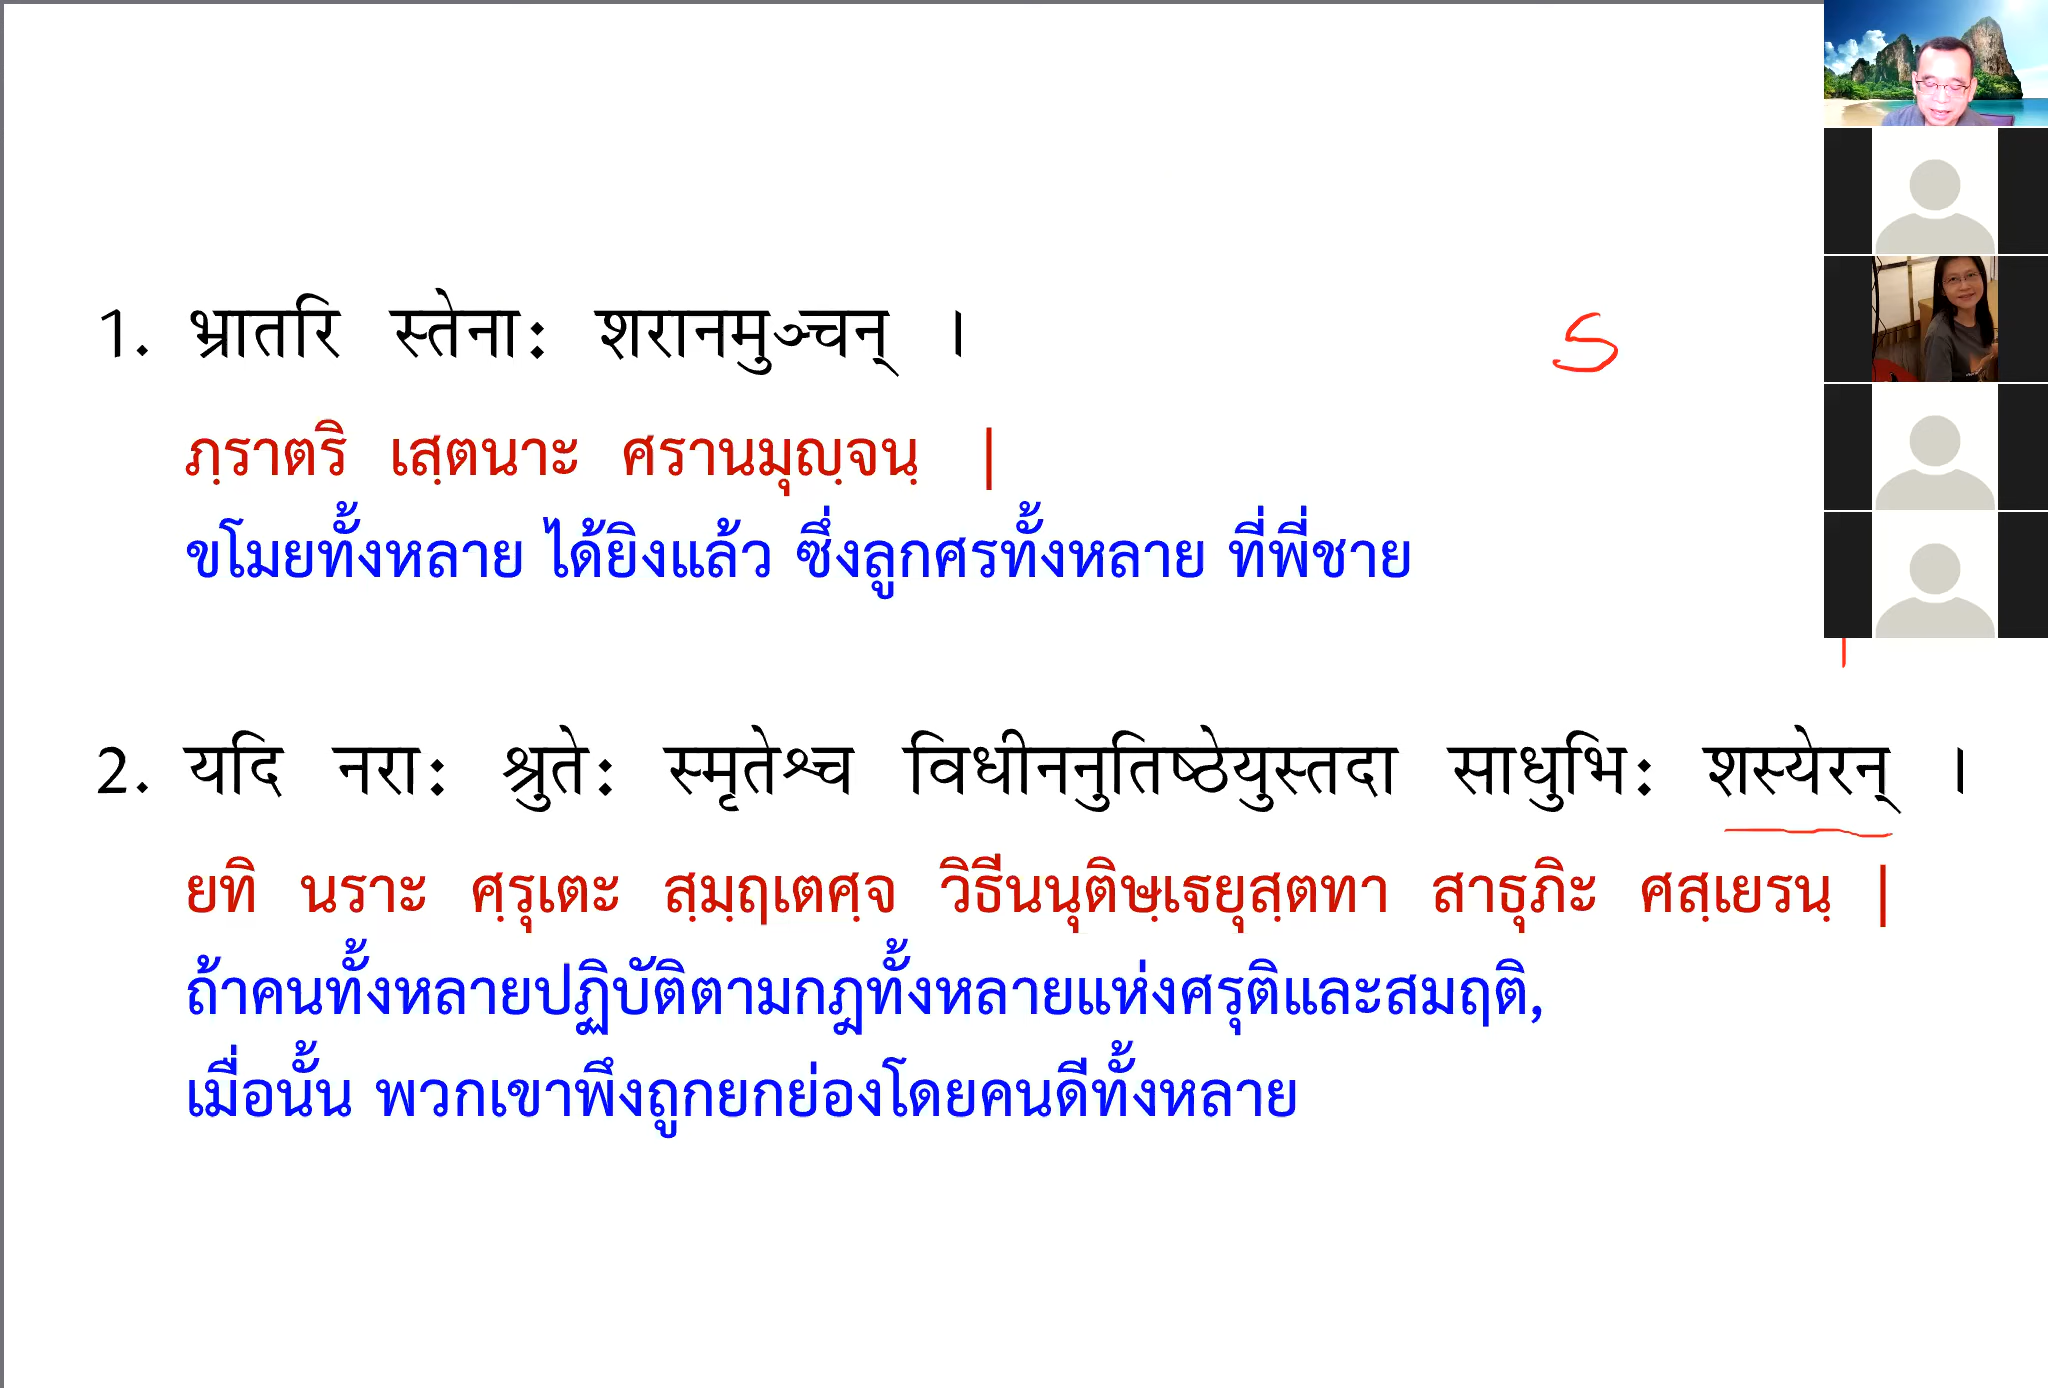 1. भ्रातरि स्तेनाः शरानमुञ्चन् ।
S
ภฺราตริ เสฺตนาะ ศรานมุญฺจนฺ |
ขโมยทั้งหลาย ได้ยิงแล้ว ซึ่งลูกศรทั้งหลาย ที่พี่ชาย
2. यदि नराः श्रुतेः स्मृतेश्च विधीननुतिष्ठेयुस्तदा साधुभिः शस्येरन् ।
ยทิ นราะ ศฺรุเตะ สฺมฺฤเตศฺจ วิธีนนุติษฺเฐยุสฺตทา สาธุภิะ ศสฺเยรนฺ |
ถ้าคนทั้งหลายปฏิบัติตามกฎทั้งหลายแห่งศรุติและสมฤติ,
เมื่อนั้น พวกเขาพึงถูกยกย่องโดยคนดีทั้งหลาย